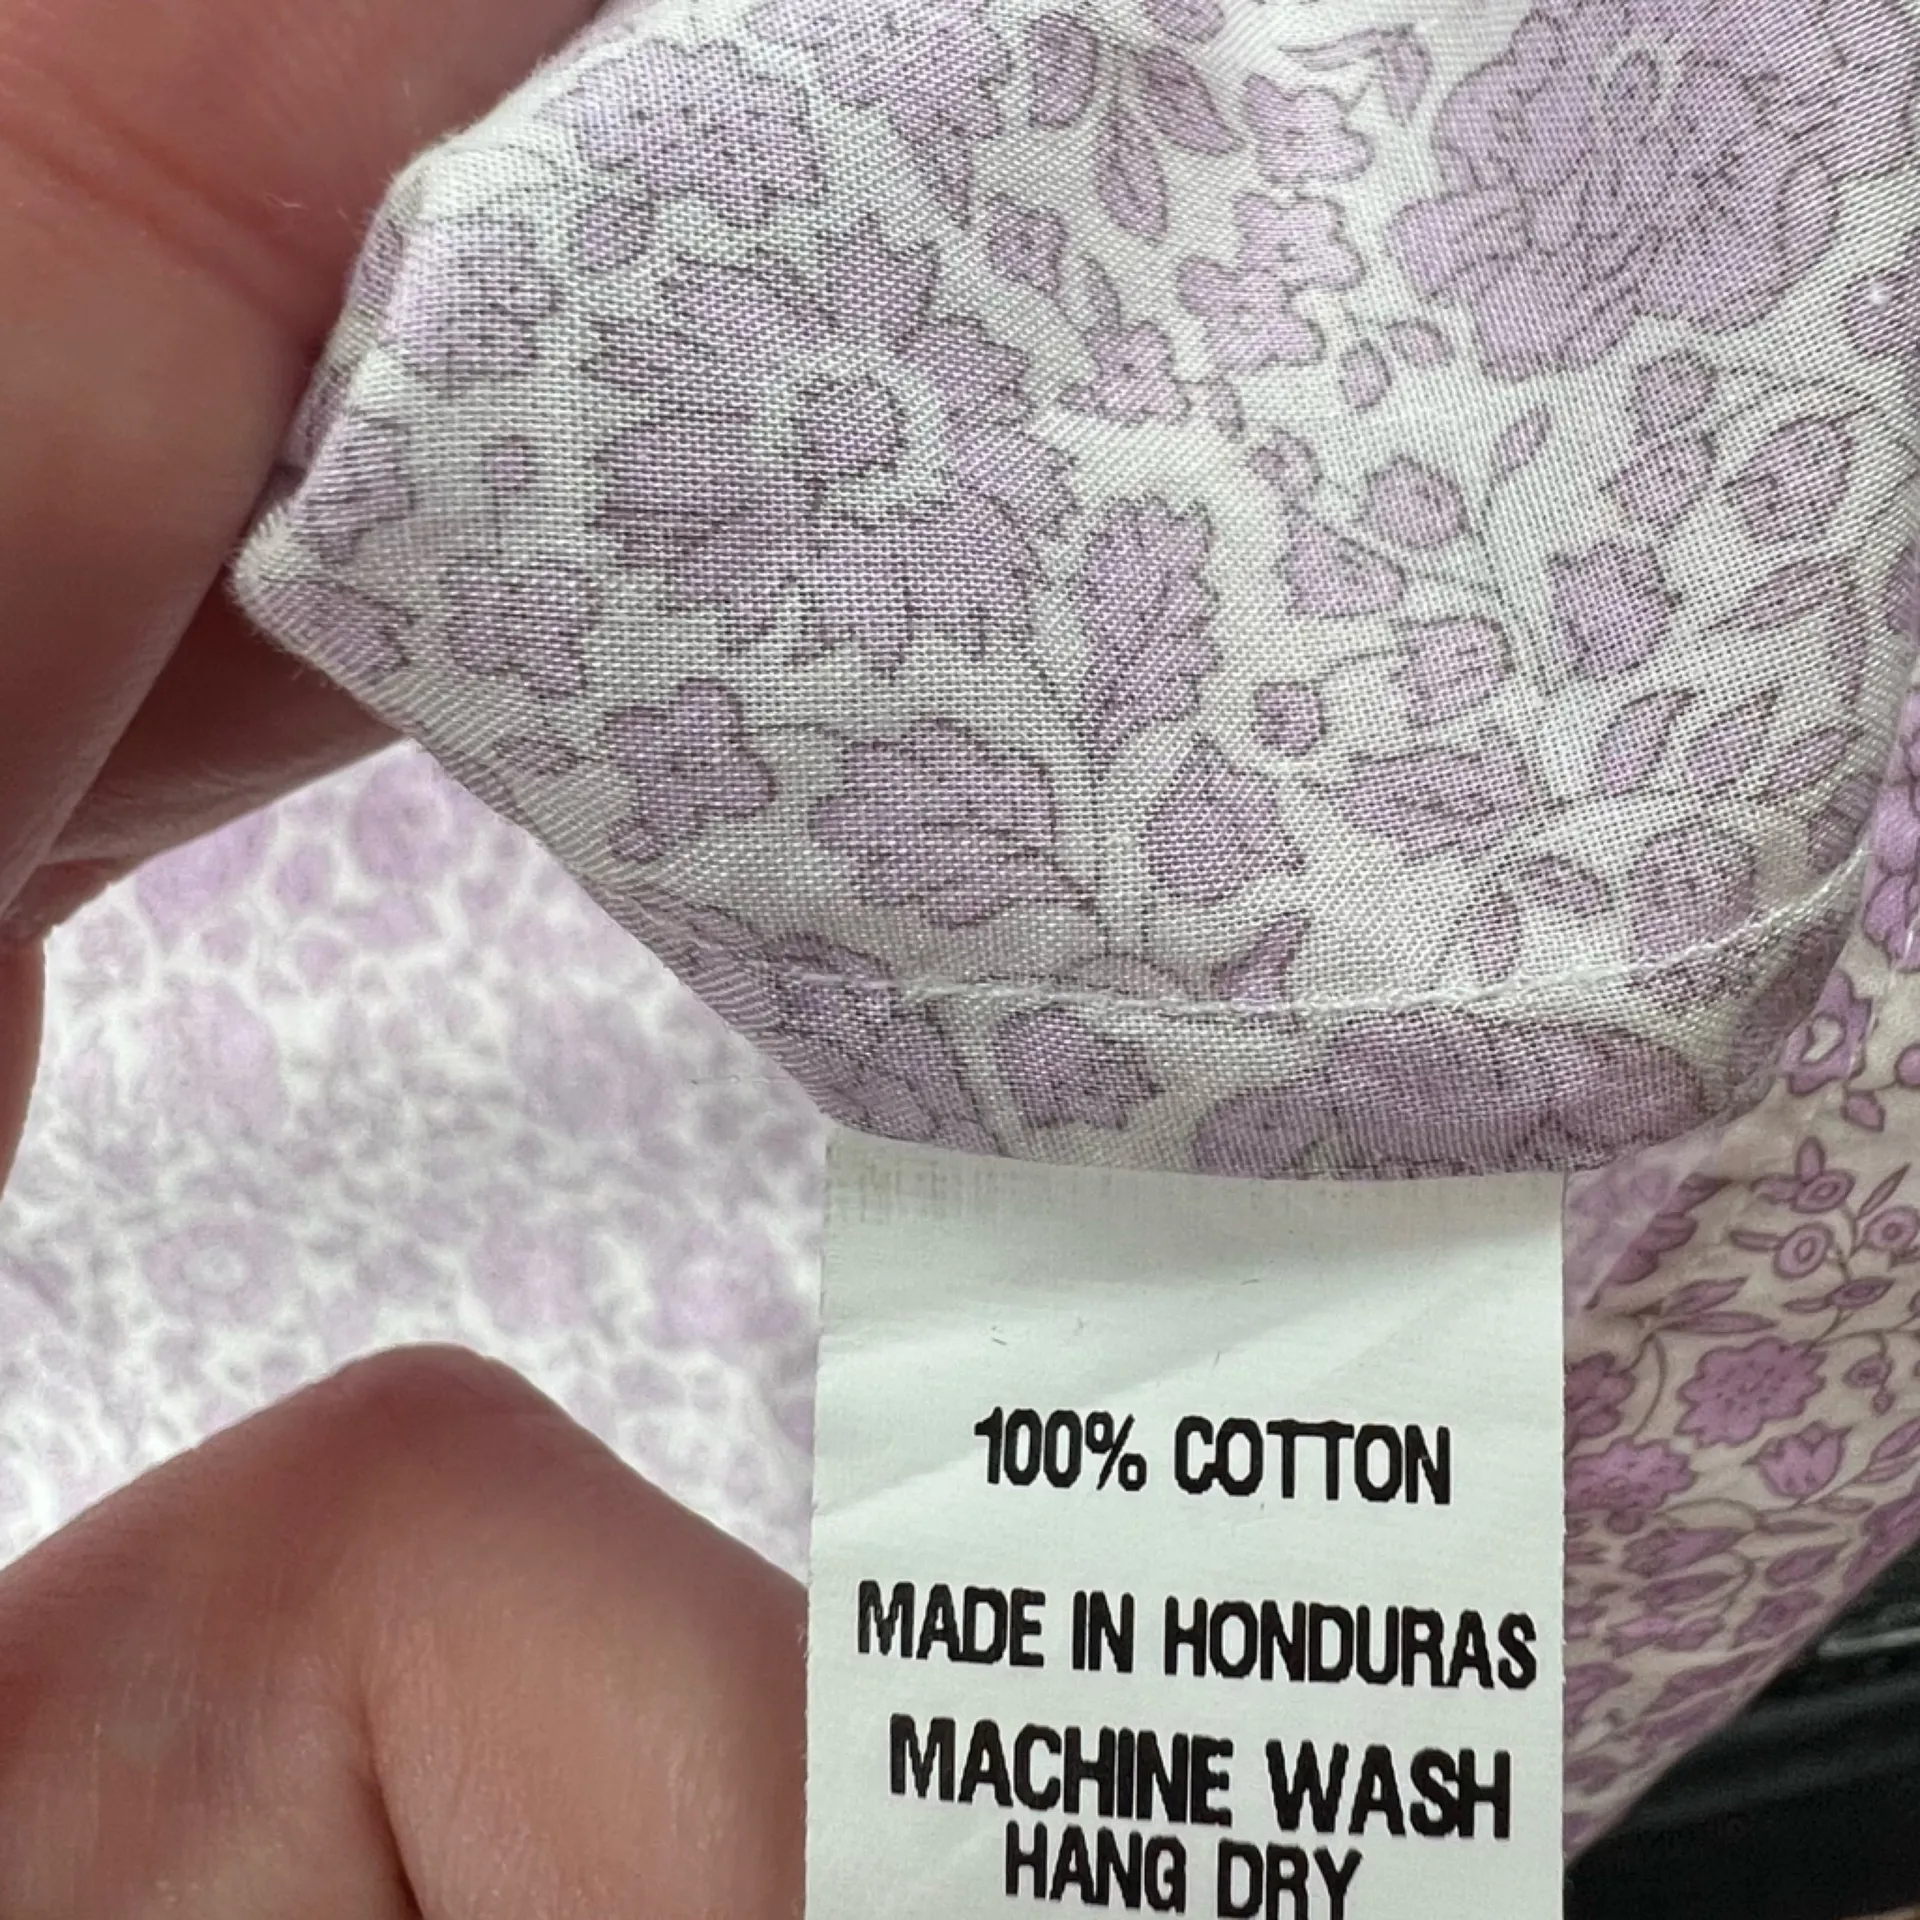 100% COTTON
MADE IN HONDURAS
MACHINE WASH
HANG DRY